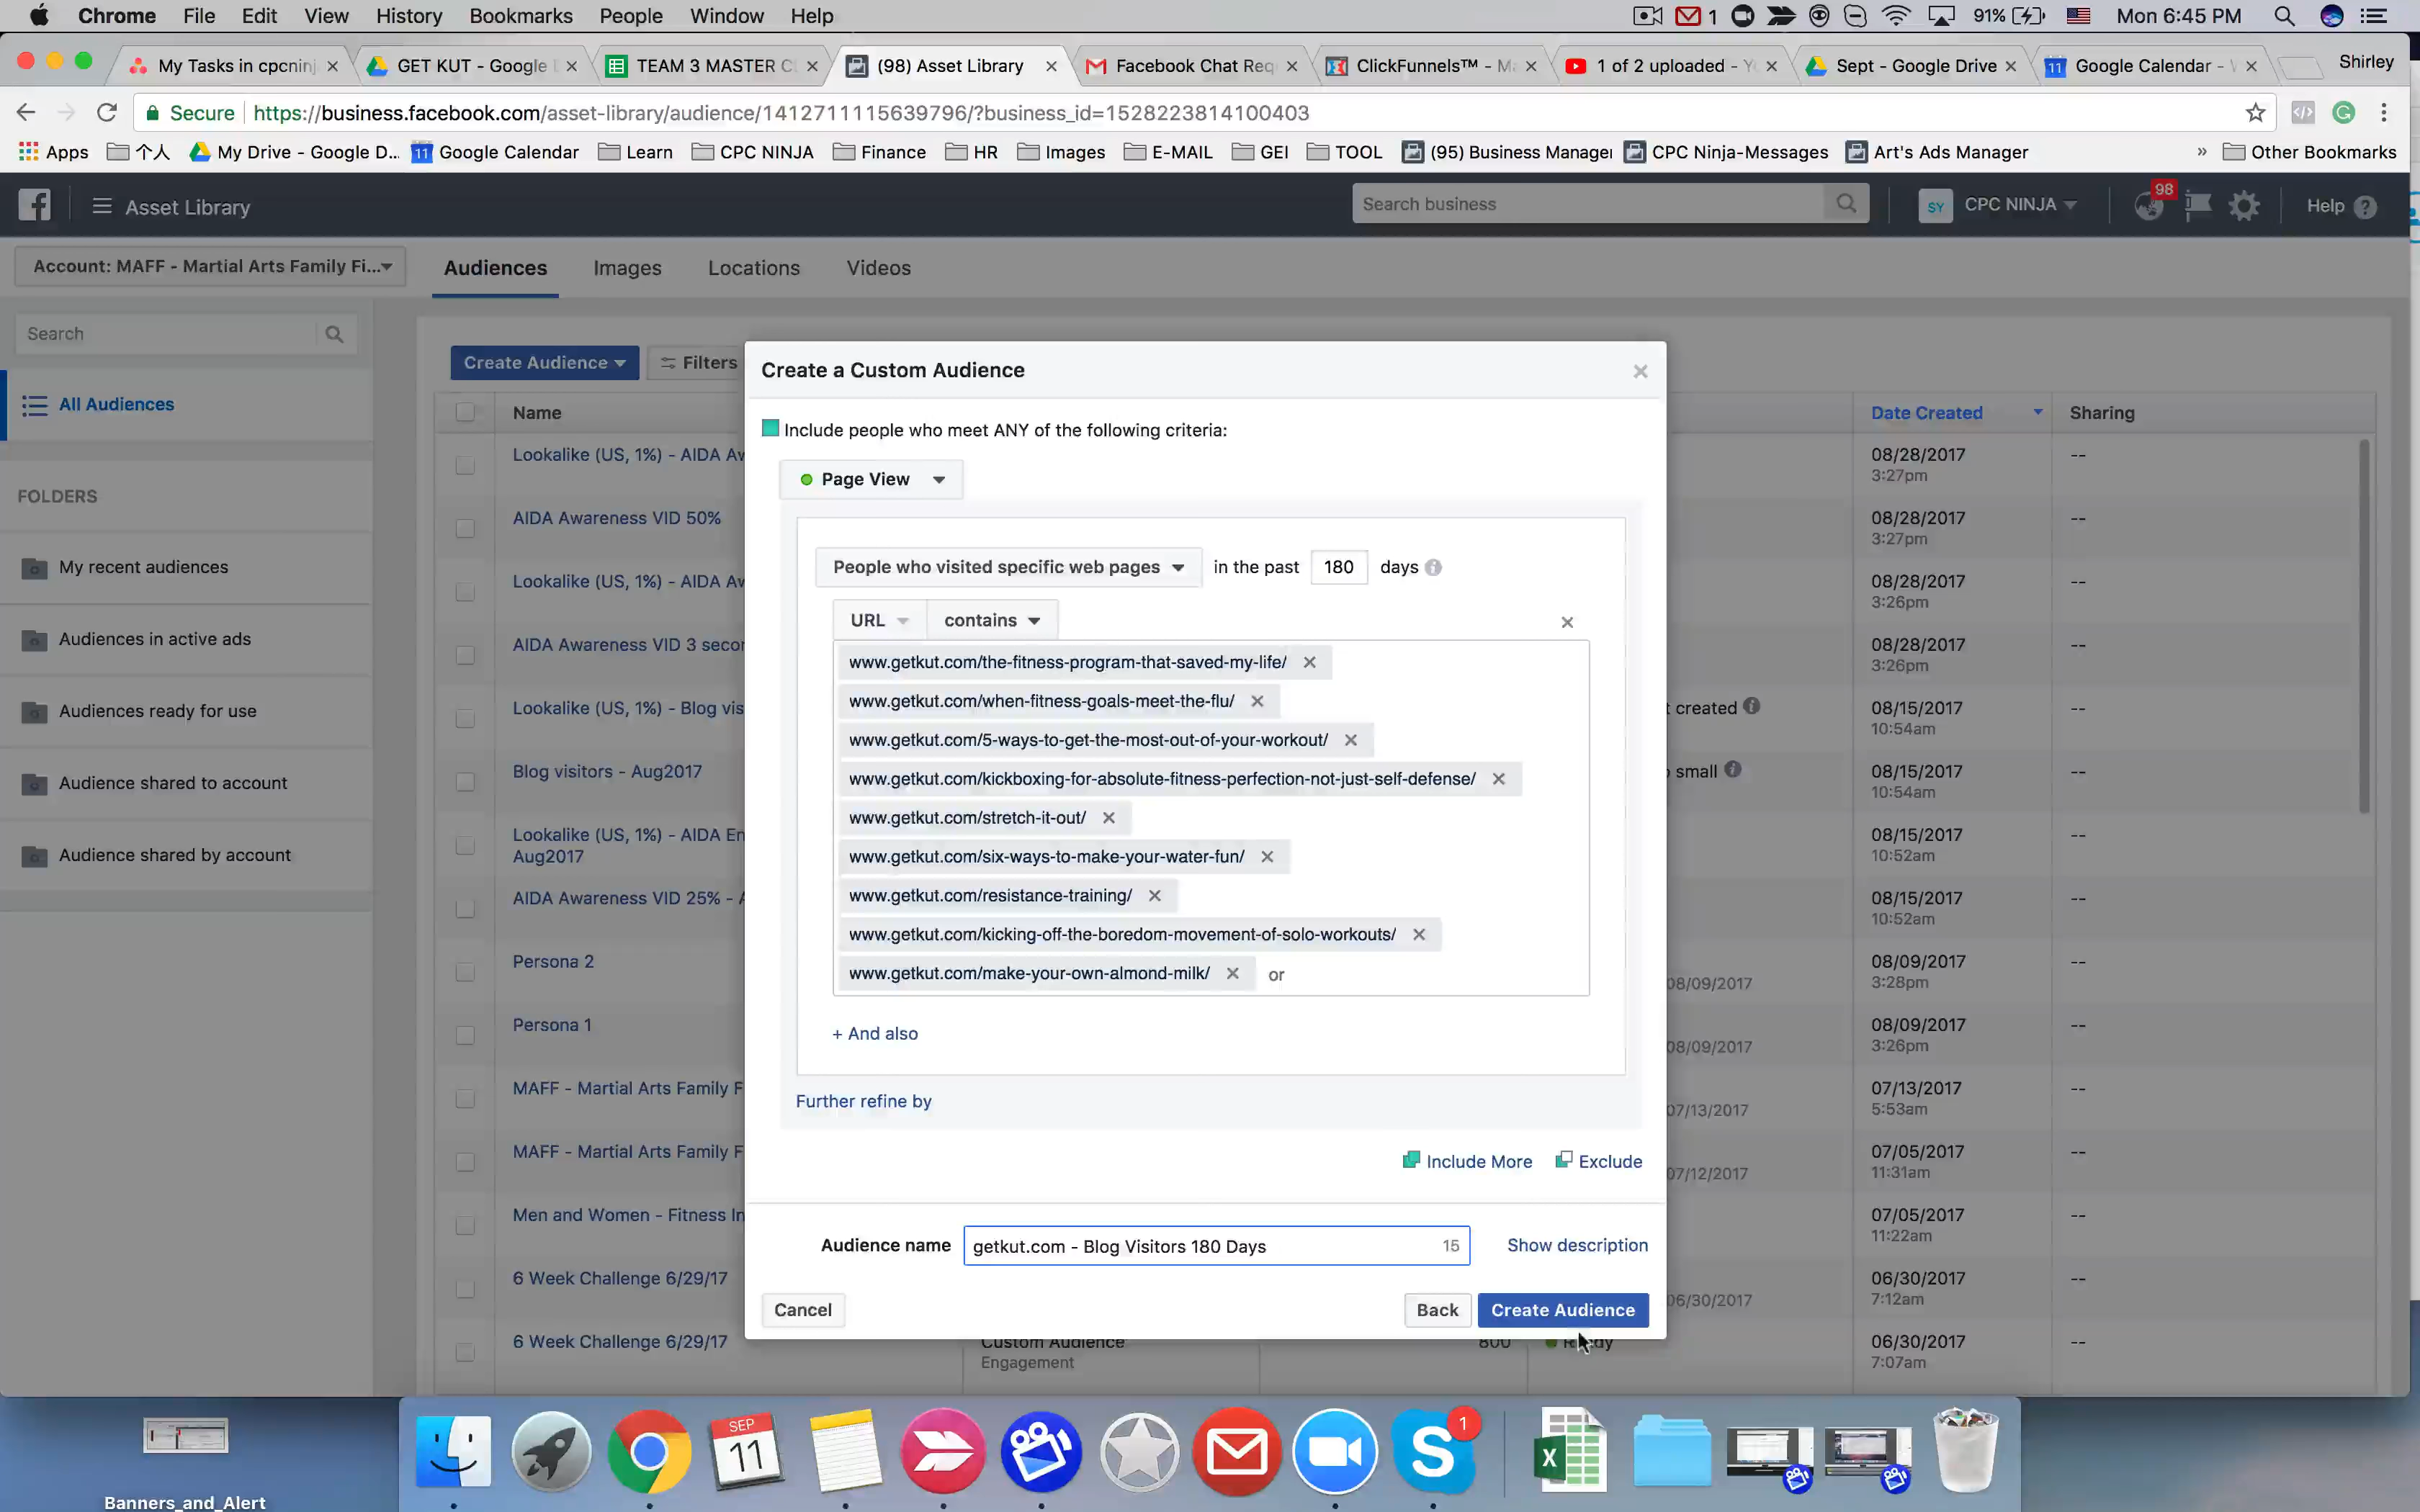 Chrome File Edit View History Bookmarks People Window Help 1 91% Mon 6:45 PM
My Tasks in cpcninj
GET KUT - Google
TEAM 3 MASTER C
(98) Asset Library
Facebook Chat Req
ClickFunnels™ - Ma
1 of 2 uploaded - Yo
Sept - Google Drive
11 Google Calendar -
Shirley
Secure https://business.facebook.com/asset-library/audience/1412711115639796/?business_id=1528223814100403
Apps 个人 My Drive - Google D... 11 Google Calendar Learn CPC NINJA Finance HR Images E-MAIL GEI TOOL (95) Business Manager CPC Ninja-Messages Art's Ads Manager » Other Bookmarks
Asset Library Search business SY CPC NINJA 98 Help
Account: MAFF - Martial Arts Family Fi... Audiences Images Locations Videos
Search
All Audiences
FOLDERS
My recent audiences
Audiences in active ads
Audiences ready for use
Audience shared to account
Audience shared by account
Create Audience Filters
Name Date Created Sharing
Lookalike (US, 1%) - AIDA Aw 08/28/2017 --
3:27pm
AIDA Awareness VID 50% 08/28/2017 --
3:27pm
Lookalike (US, 1%) - AIDA Aw 08/28/2017 --
3:26pm
AIDA Awareness VID 3 secon 08/28/2017 --
3:26pm
Lookalike (US, 1%) - Blog vis t created 08/15/2017 --
10:54am
Blog visitors - Aug2017 small 08/15/2017 --
10:54am
Lookalike (US, 1%) - AIDA En 08/15/2017 --
Aug2017 10:52am
AIDA Awareness VID 25% - A 08/15/2017 --
10:52am
Persona 2 08/09/2017 08/09/2017 --
3:28pm
Persona 1 08/09/2017 08/09/2017 --
3:26pm
MAFF - Martial Arts Family F 07/13/2017 07/13/2017 --
5:53am
MAFF - Martial Arts Family F 07/12/2017 07/05/2017 --
11:31am
Men and Women - Fitness In 07/05/2017 --
11:22am
6 Week Challenge 6/29/17 06/30/2017 06/30/2017 --
7:12am
6 Week Challenge 6/29/17 Custom Audience 800 Ready 06/30/2017 --
Engagement 7:07am
Create a Custom Audience
Include people who meet ANY of the following criteria:
Page View
People who visited specific web pages in the past 180 days
URL contains
www.getkut.com/the-fitness-program-that-saved-my-life/
www.getkut.com/when-fitness-goals-meet-the-flu/
www.getkut.com/5-ways-to-get-the-most-out-of-your-workout/
www.getkut.com/kickboxing-for-absolute-fitness-perfection-not-just-self-defense/
www.getkut.com/stretch-it-out/
www.getkut.com/six-ways-to-make-your-water-fun/
www.getkut.com/resistance-training/
www.getkut.com/kicking-off-the-boredom-movement-of-solo-workouts/
www.getkut.com/make-your-own-almond-milk/ or
+ And also
Further refine by
Include More Exclude
Audience name getkut.com - Blog Visitors 180 Days 15 Show description
Cancel Back Create Audience
SEP
11
1
Banners_and_Alert